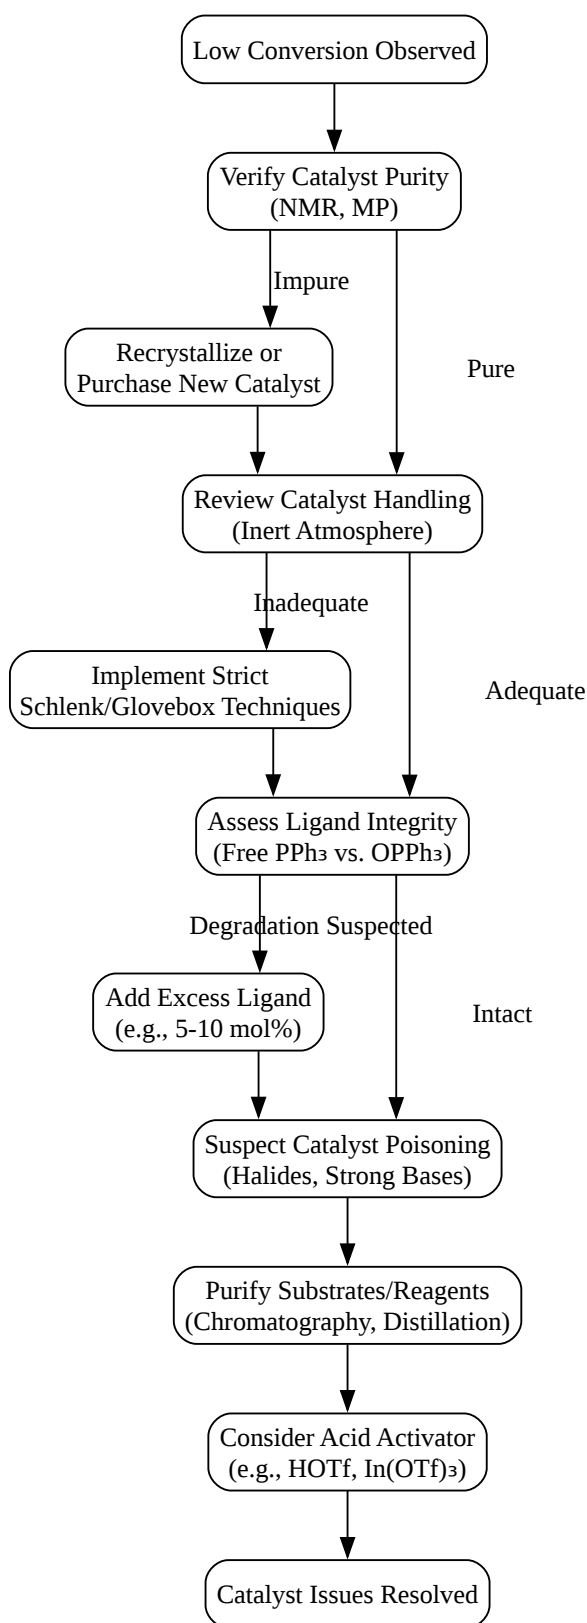 Low Conversion Observed
Verify Catalyst Purity
(NMR, MP)
Impure
Recrystallize or
Purchase New Catalyst
Pure
Review Catalyst Handling
(Inert Atmosphere)
Inadequate
Implement Strict
Schlenk/Glovebox Techniques
Adequate
Assess Ligand Integrity
(Free PPh₃ vs. OPPh₃)
Degradation Suspected
Add Excess Ligand
(e.g., 5-10 mol%)
Intact
Suspect Catalyst Poisoning
(Halides, Strong Bases)
Purify Substrates/Reagents
(Chromatography, Distillation)
Consider Acid Activator
(e.g., HOTf, In(OTf)₃)
Catalyst Issues Resolved